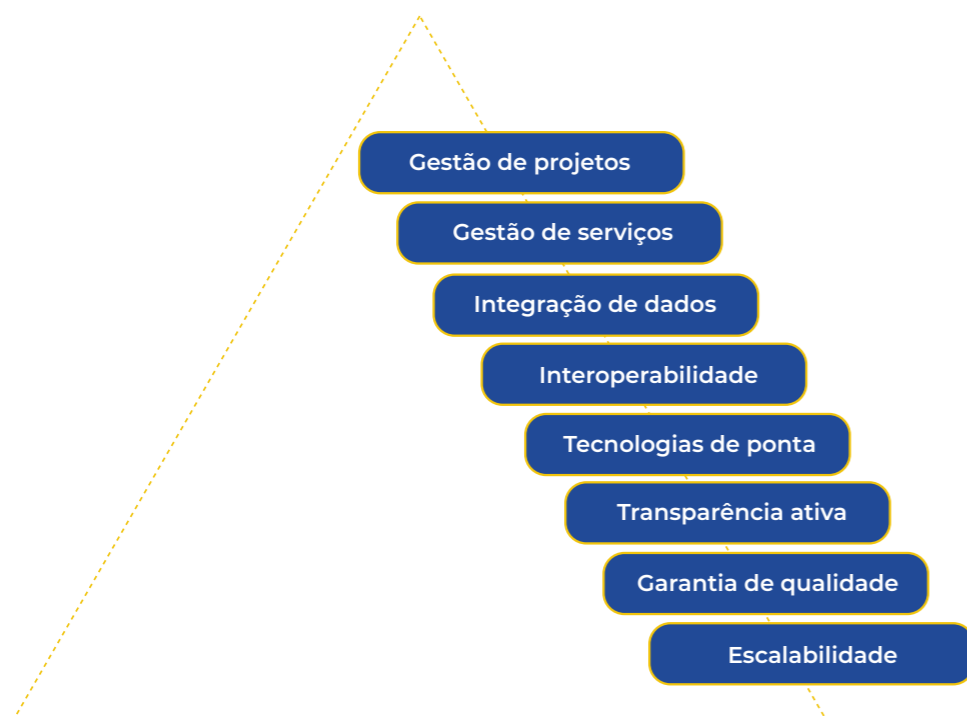 Gestão de projetos
Gestão de serviços
Integração de dados
Interoperabilidade
Tecnologias de ponta
Transparência ativa
Garantia de qualidade
Escalabilidade